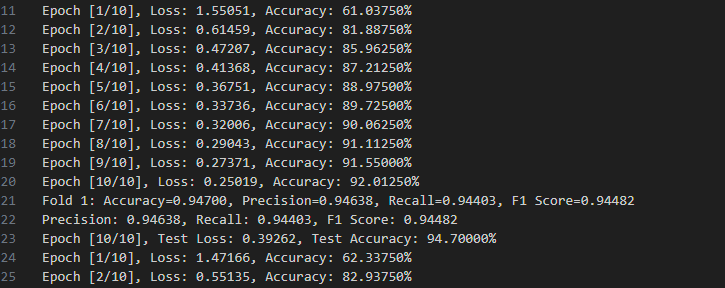 11 Epoch [1/10], Loss: 1.55051, Accuracy: 61.03750%
12 Epoch [2/10], Loss: 0.61459, Accuracy: 81.88750%
13 Epoch [3/10], Loss: 0.47207, Accuracy: 85.96250%
14 Epoch [4/10], Loss: 0.41368, Accuracy: 87.21250%
15 Epoch [5/10], Loss: 0.36751, Accuracy: 88.97500%
16 Epoch [6/10], Loss: 0.33736, Accuracy: 89.72500%
17 Epoch [7/10], Loss: 0.32006, Accuracy: 90.06250%
18 Epoch [8/10], Loss: 0.29043, Accuracy: 91.11250%
19 Epoch [9/10], Loss: 0.27371, Accuracy: 91.55000%
20 Epoch [10/10], Loss: 0.25019, Accuracy: 92.01250%
21 Fold 1: Accuracy=0.94700, Precision=0.94638, Recall=0.94403, F1 Score=0.94482
22 Precision: 0.94638, Recall: 0.94403, F1 Score: 0.94482
23 Epoch [10/10], Test Loss: 0.39262, Test Accuracy: 94.70000%
24 Epoch [1/10], Loss: 1.47166, Accuracy: 62.33750%
25 Epoch [2/10], Loss: 0.55135, Accuracy: 82.93750%